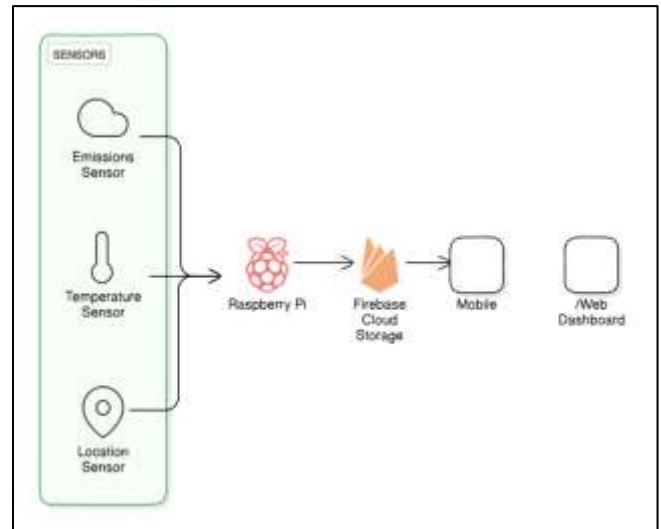 SENSORS
Emissions
Sensor
Temperature
Sensor
Location
Sensor
Raspberry Pi
Firebase
Cloud
Storage
Mobile
/Web
Dashboard